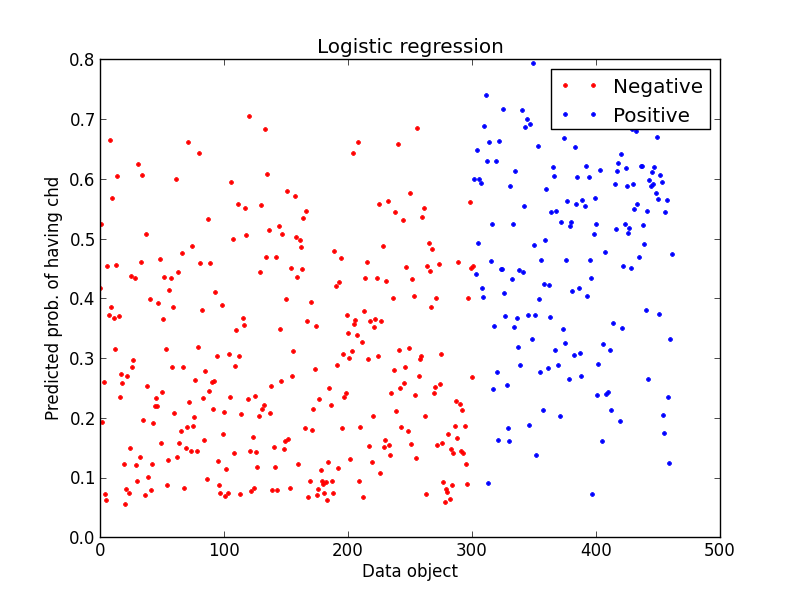 Logistic regression
0.8
0.7
0.6
0.5
0.4
0.3
0.2
0.1
0.0
Predicted prob. of having chd
Negative
Positive
0 100 200 300 400 500
Data object